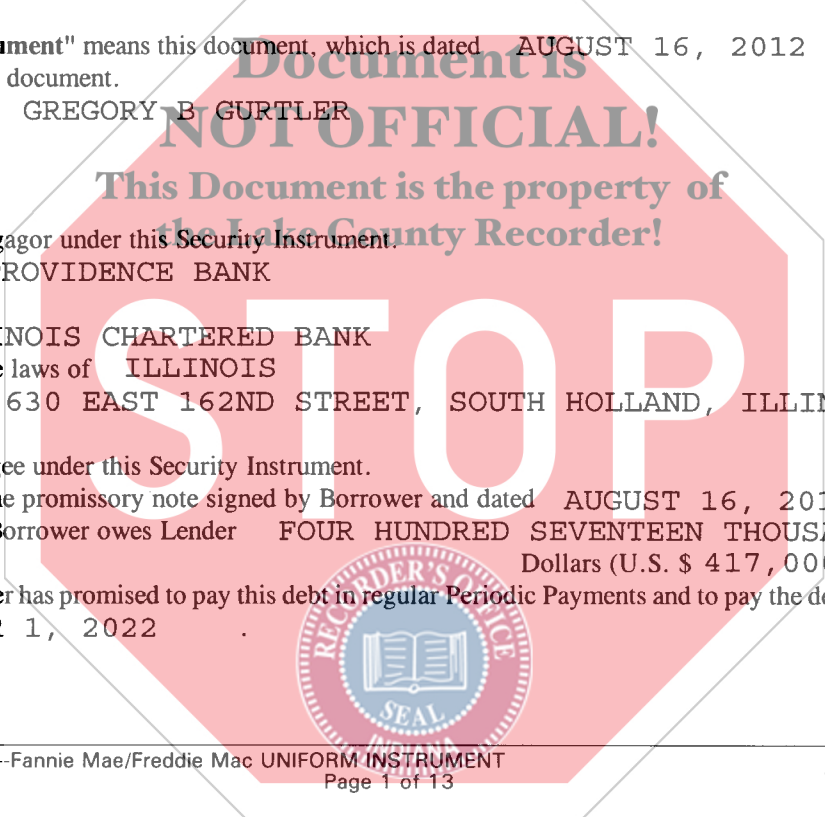 ument" means this document, which is dated AUGUST 16, 2012
document.
GREGORY B GURTLER
Document is
NOT OFFICIAL!
This Document is the property of
the Lake County Recorder!
gagor under this Security Instrument.
ROVIDENCE BANK
INOIS CHARTERED BANK
e laws of ILLINOIS
630 EAST 162ND STREET, SOUTH HOLLAND, ILLIN
STOP
ee under this Security Instrument.
e promissory note signed by Borrower and dated AUGUST 16, 201
Borrower owes Lender FOUR HUNDRED SEVENTEEN THOUSA
Dollars (U.S. $ 417,000
er has promised to pay this debt in regular Periodic Payments and to pay the de
R 1, 2022 .
RECORDER'S OFFICE
SEAL
INDIANA
-Fannie Mae/Freddie Mac UNIFORM INSTRUMENT
Page 1 of 13